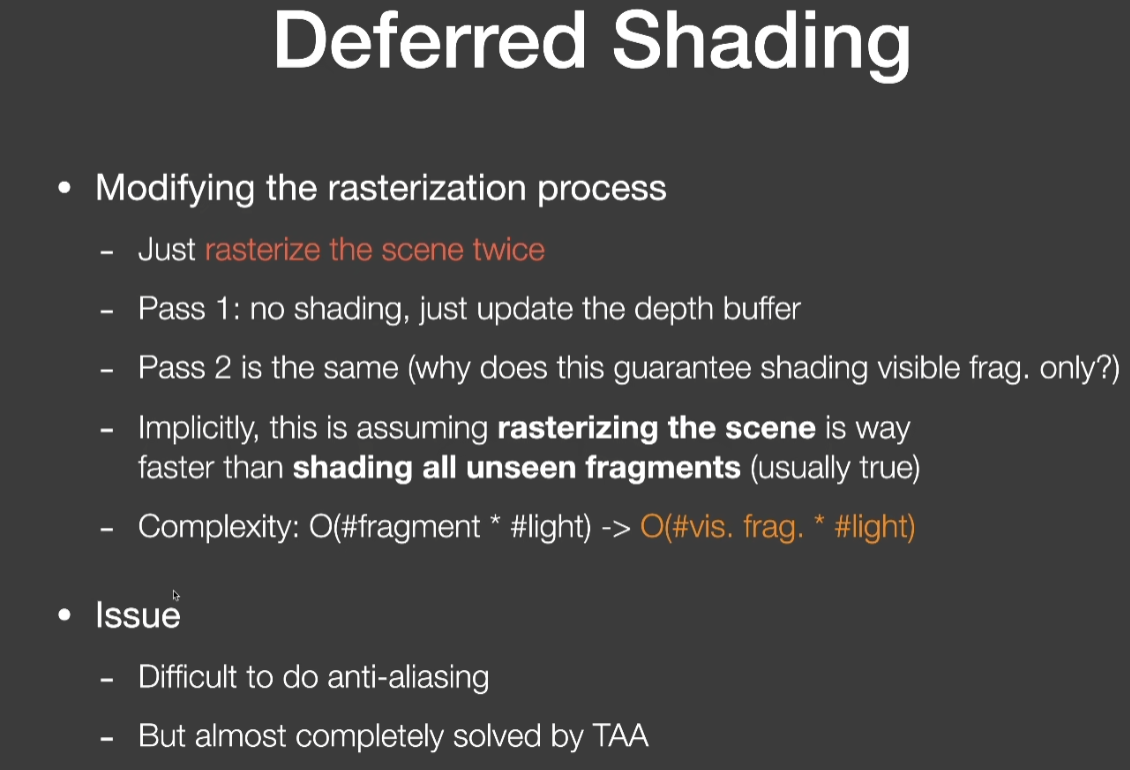 Deferred Shading
• Modifying the rasterization process
- Just rasterize the scene twice
- Pass 1: no shading, just update the depth buffer
- Pass 2 is the same (why does this guarantee shading visible frag. only?)
- Implicitly, this is assuming rasterizing the scene is way
faster than shading all unseen fragments (usually true)
- Complexity: O(#fragment * #light) -> O(#vis. frag. * #light)
• Issue
- Difficult to do anti-aliasing
- But almost completely solved by TAA